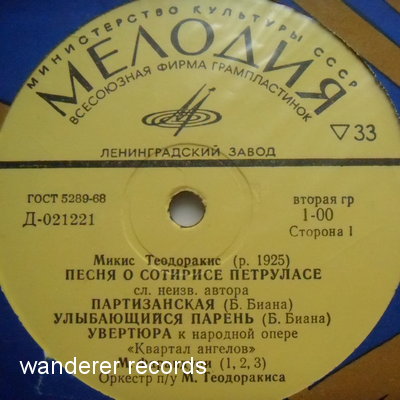 МИНИСТЕРСТВО КУЛЬТУРЫ СССР
МЕЛОДИЯ
ВСЕСОЮЗНАЯ ФИРМА ГРАМПЛАСТИНОК
▽33
ЛЕНИНГРАДСКИЙ ЗАВОД
ГОСТ 5289-68
Д-021221
вторая гр
1-00
Сторона 1
Микис Теодоракис (р. 1925)
ПЕСНЯ О СОТИРИСЕ ПЕТРУЛАСЕ
сл. неизв. автора
ПАРТИЗАНСКАЯ (Б. Биана)
УЛЫБАЮЩИЙСЯ ПАРЕНЬ (Б. Биана)
УВЕРТЮРА к народной опере
«Квартал ангелов»
(1, 2, 3)
Оркестр п/у М. Теодоракиса
wanderer records